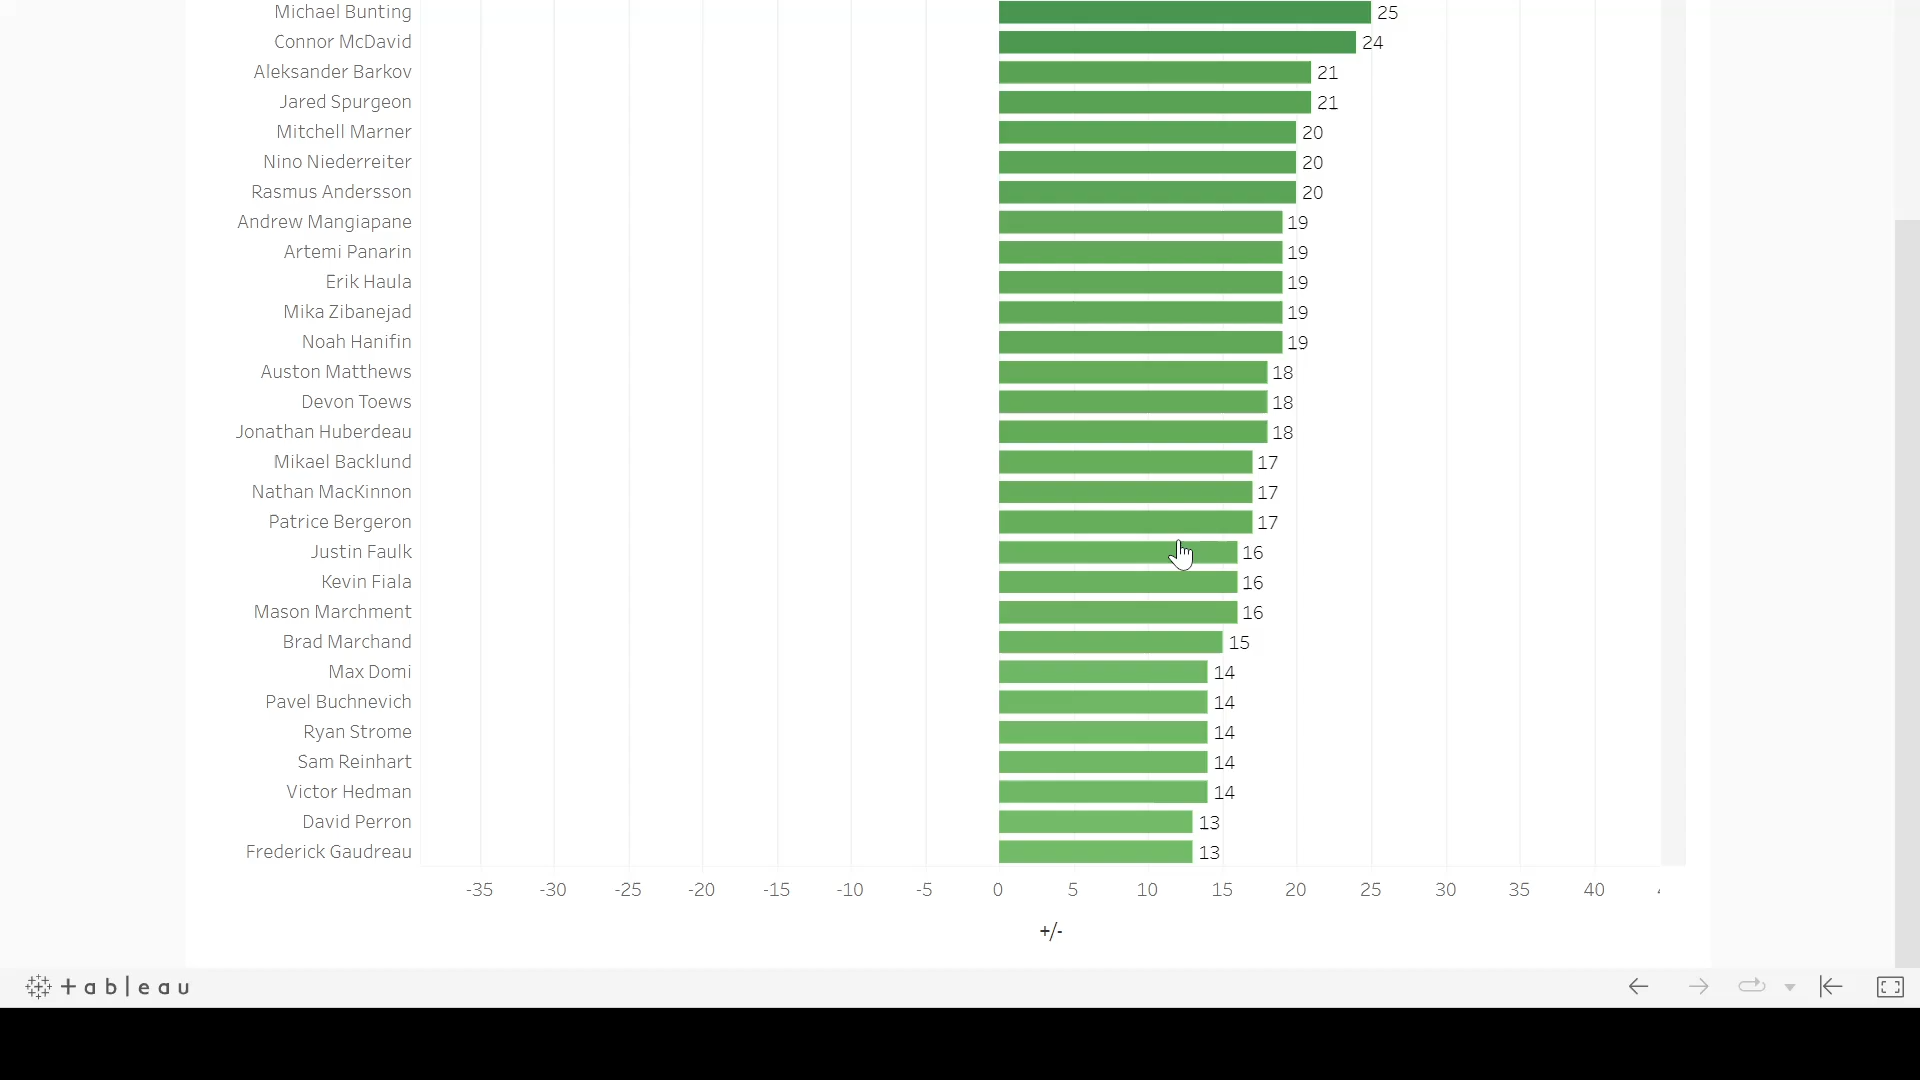 Michael Bunting 25
Connor McDavid 24
Aleksander Barkov 21
Jared Spurgeon 21
Mitchell Marner 20
Nino Niederreiter 20
Rasmus Andersson 20
Andrew Mangiapane 19
Artemi Panarin 19
Erik Haula 19
Mika Zibanejad 19
Noah Hanifin 19
Auston Matthews 18
Devon Toews 18
Jonathan Huberdeau 18
Mikael Backlund 17
Nathan MacKinnon 17
Patrice Bergeron 17
Justin Faulk 16
Kevin Fiala 16
Mason Marchment 16
Brad Marchand 15
Max Domi 14
Pavel Buchnevich 14
Ryan Strome 14
Sam Reinhart 14
Victor Hedman 14
David Perron 13
Frederick Gaudreau 13
-35 -30 -25 -20 -15 -10 -5 0 5 10 15 20 25 30 35 40
+/-
+ a b l e a u